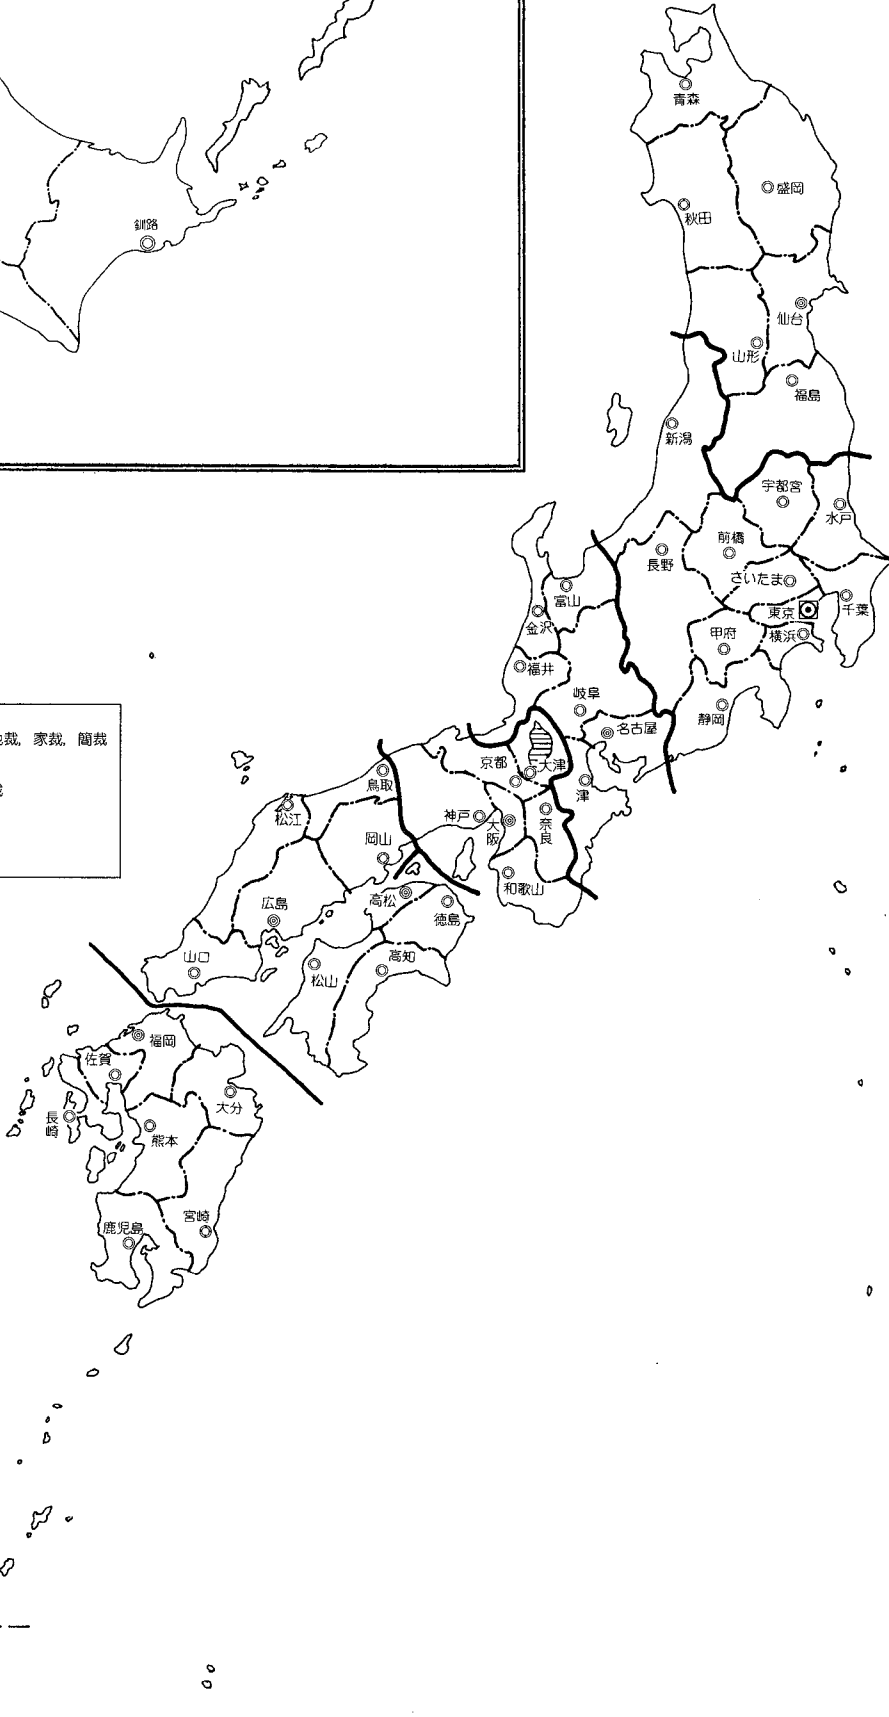 釧路
青森
盛岡
秋田
仙台
山形
福島
新潟
宇都宮
水戸
前橋
長野
さいたま
富山
東京
千葉
金沢
甲府
横浜
福井
岐阜
静岡
名古屋
裁, 家裁, 簡裁
京都
大津
鳥取
津
松江
神戸
大阪
奈良
岡山
和歌山
高松
広島
徳島
山口
高知
松山
福岡
佐賀
大分
長崎
熊本
宮崎
鹿児島